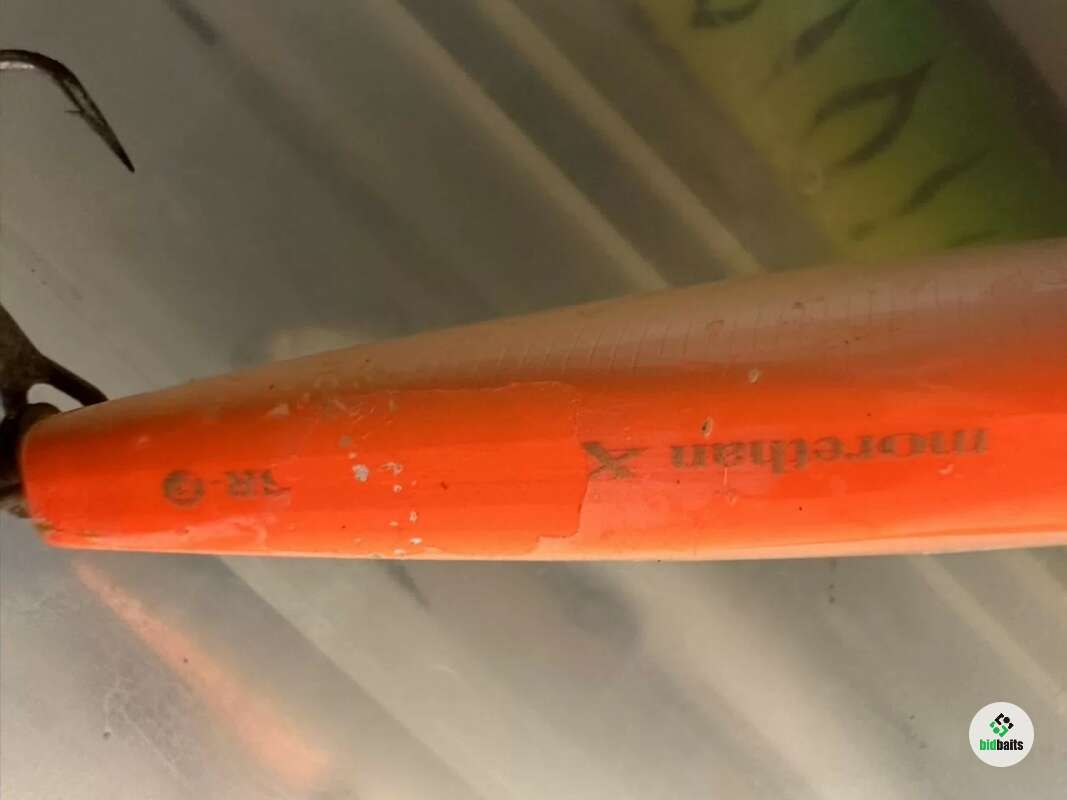 morethan X
bidbaits